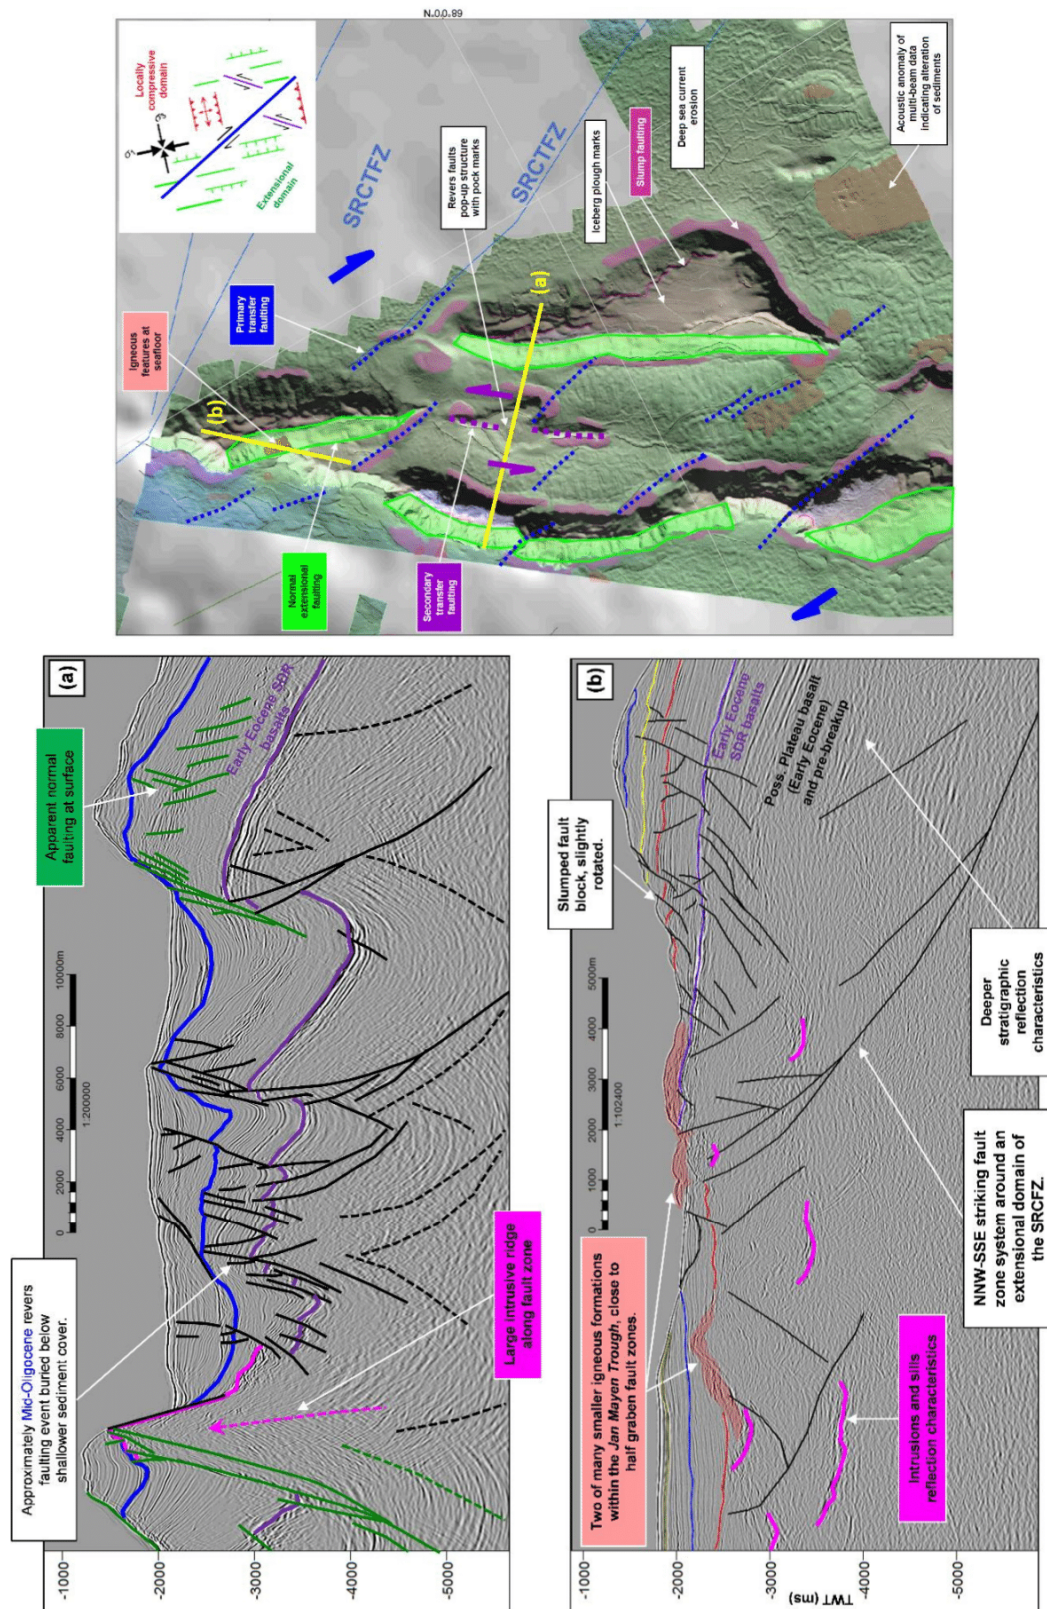 Locally
compressive
domain
Extensional
domain
N.00.89
SRCTFZ
SRCTFZ
Igneous
features at
seafloor
Primary
transfer
faulting
Revers faults
pop-up structure
with pock marks
Iceberg plough marks
Slump faulting
Deep sea current
erosion
Acoustic anomaly of
multi-beam data
indicating alteration
of sediments
(b)
(a)
Normal
extensional
faulting
Secondary
transfer
faulting
(a)
Approximately Mid-Oligocene revers
faulting event buried below
shallower sediment cover.
Apparent normal
faulting at surface
0 2000 4000 6000 8000 10000m
1:200000
Early Eocene SDR
basalts
Large intrusive ridge
along fault zone
-1000
-2000
-3000
-4000
-5000
(b)
Two of many smaller igneous formations
within the Jan Mayen Trough, close to
half graben fault zones.
Slumped fault
block, slightly
rotated.
0 1000 2000 3000 4000 5000m
1:102400
Early Eocene
SDR basalts
Poss. Plateau basalt
(Early Eocene)
and pre-breakup
Intrusions and sills
reflection characteristics
NNW-SSE striking fault
zone system around an
extensional domain of
the SRCFZ.
Deeper
stratigraphic
reflection
characteristics
-1000
-2000
-3000
-4000
-5000
TWT (ms)